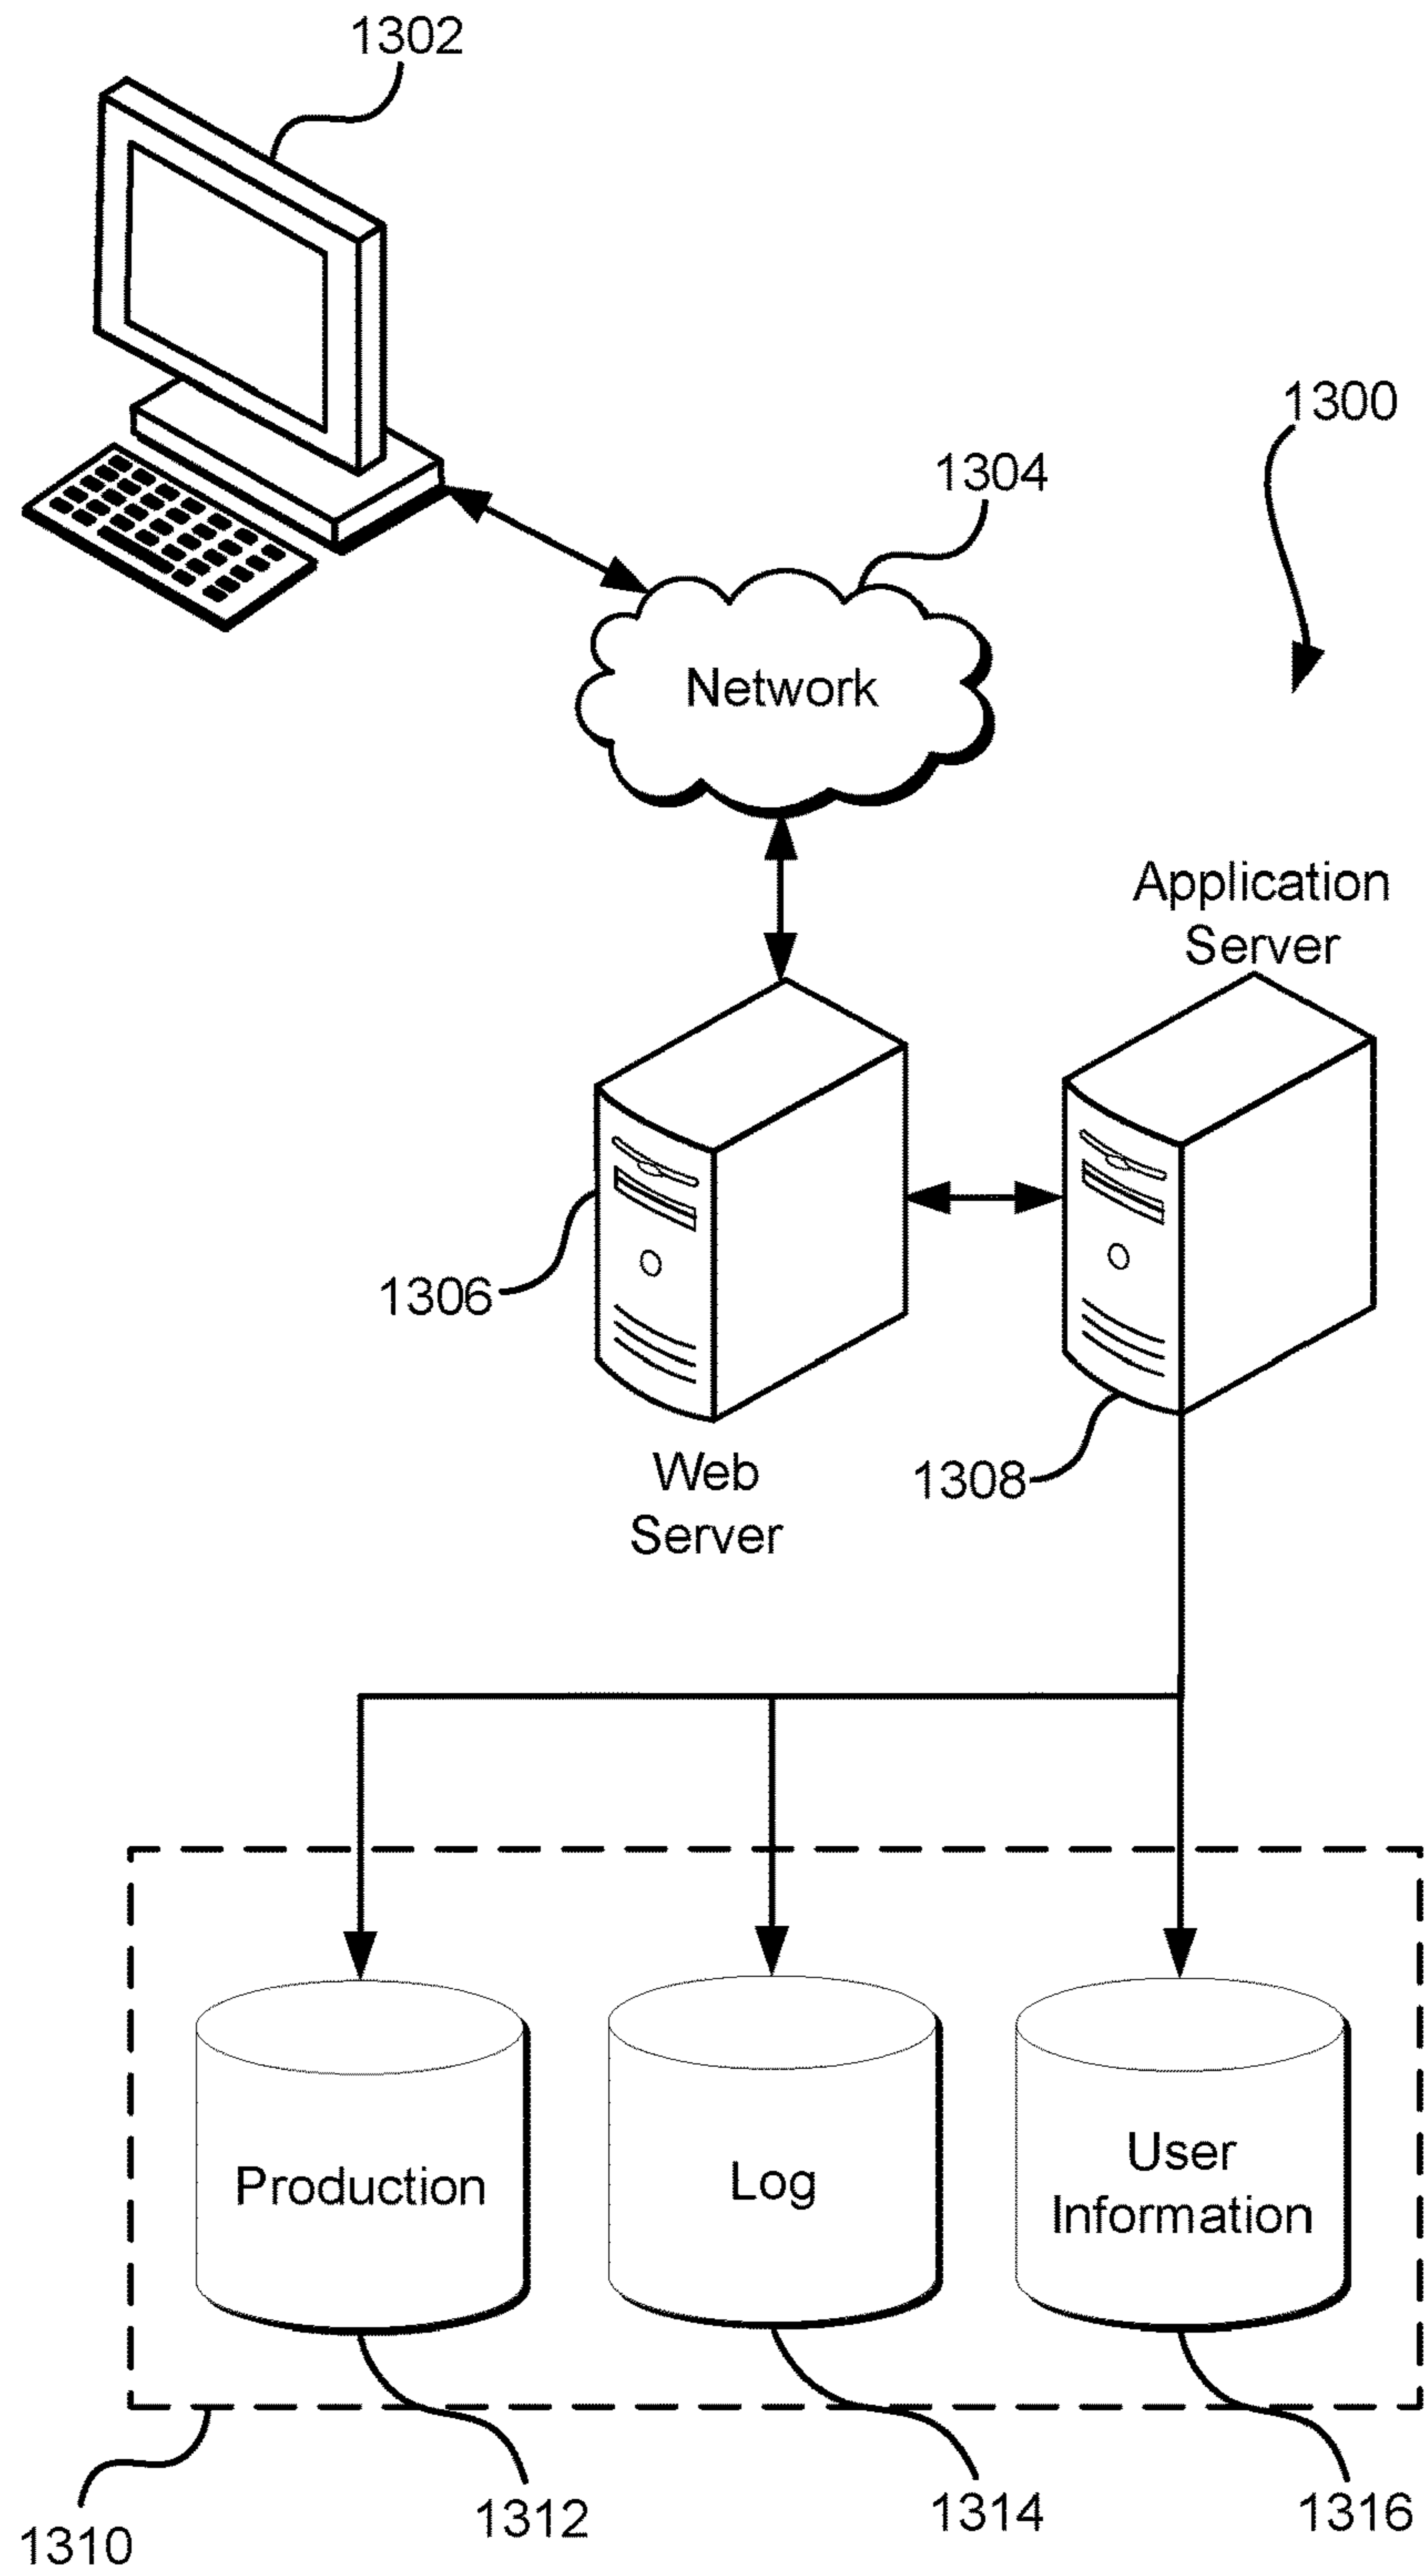 1302
1300
1304
Network
Application
Server
1306
Web
Server
1308
Production
Log
User
Information
1310
1312
1314
1316